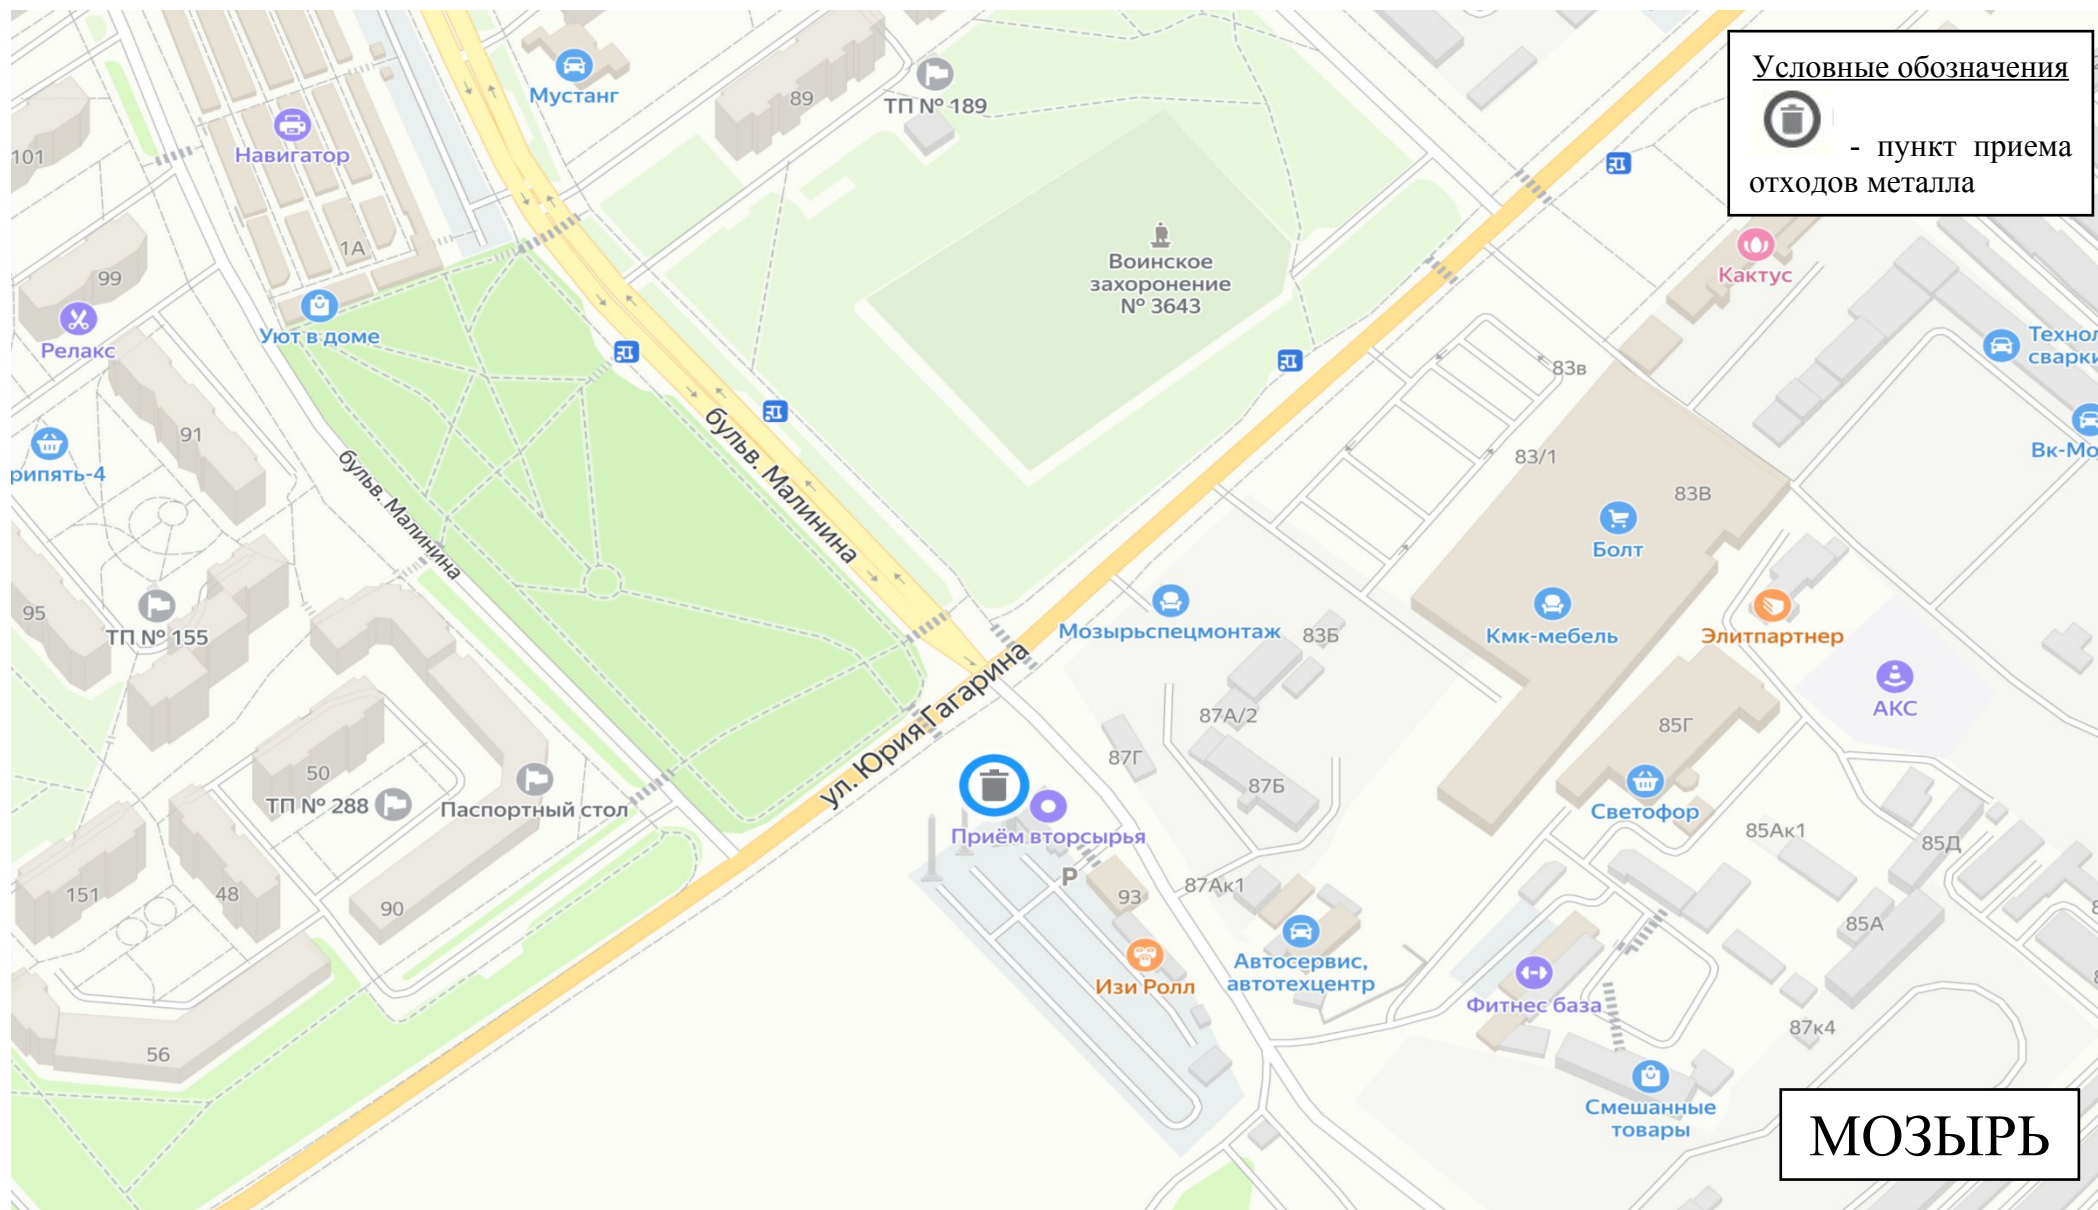 Условные обозначения
- пункт приема
отходов металла
Мустанг
89
ТП № 189
Навигатор
101
1А
Воинское
захоронение
№ 3643
Кактус
99
Уют в доме
Релакс
83в
Технол
сварки
91
бульв. Малинина
бульв. Малинина
рипять-4
83/1
83В
Вк-Мо
Болт
95
ТП № 155
Мозырьспецмонтаж
83Б
Кмк-мебель
Элитпартнер
АКС
87А/2
85Г
ул. Юрия Гагарина
87Г
87Б
50
ТП № 288
Паспортный стол
Светофор
Приём вторсырья
85Ак1
85Д
P
93
87Ак1
151
48
90
85А
Автосервис,
автотехцентр
Изи Ролл
Фитнес база
87к4
56
Смешанные
товары
МОЗЫРЬ